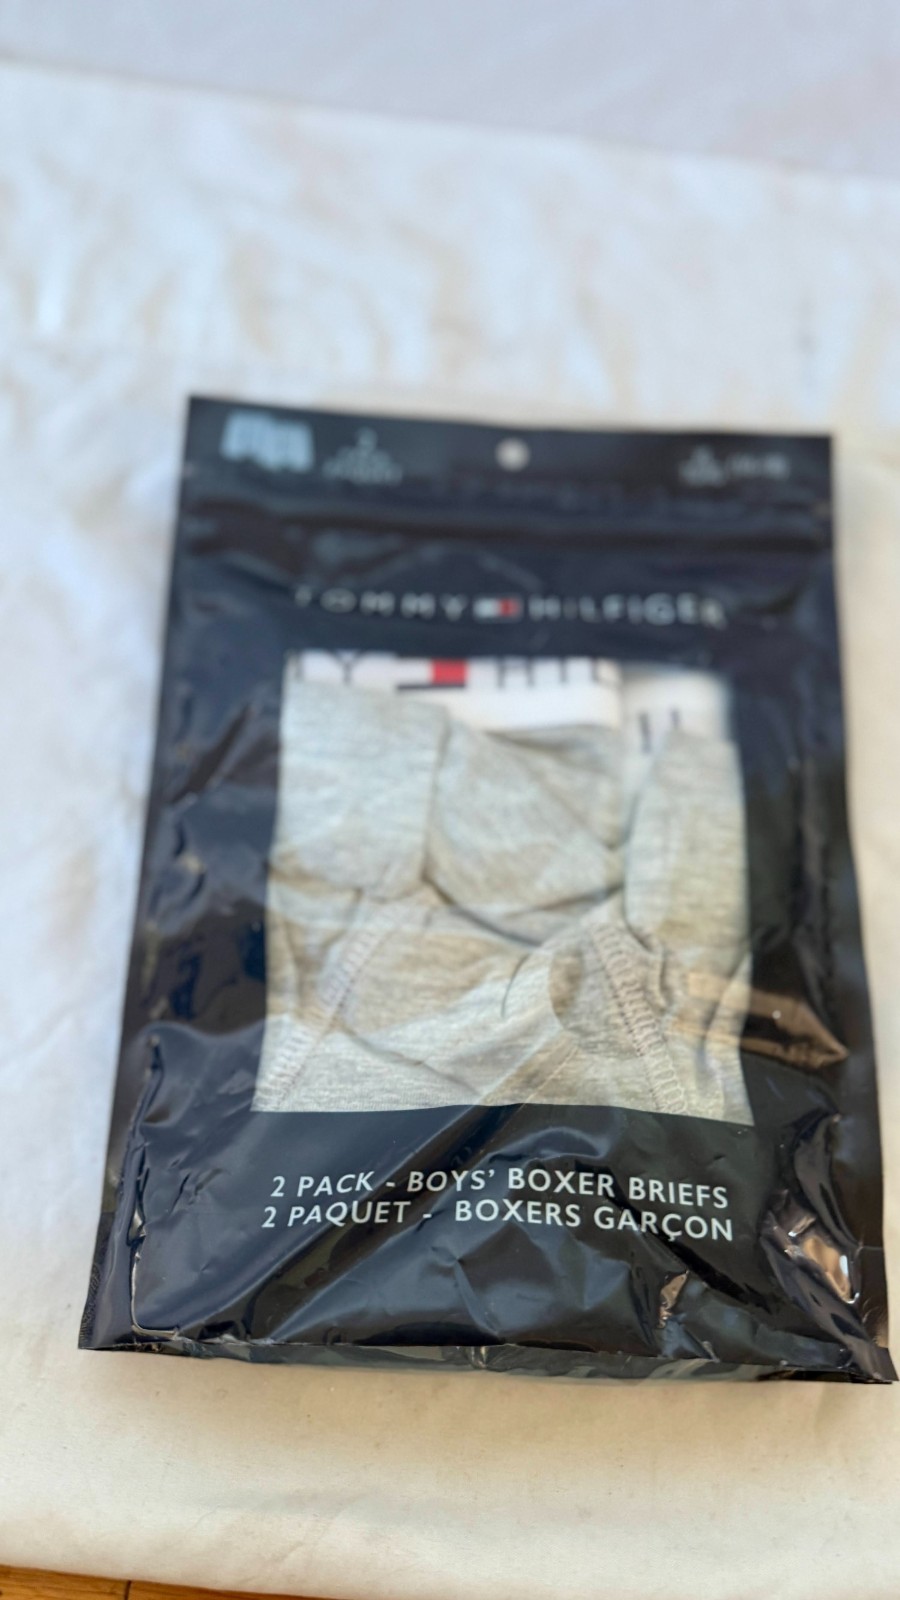 TOMMY HILFIGER
2 PACK - BOYS' BOXER BRIEFS
2 PAQUET - BOXERS GARÇON